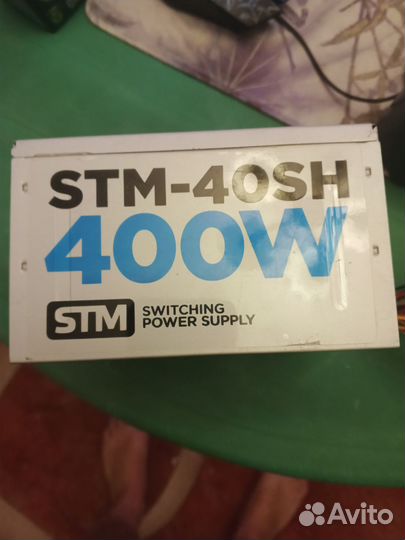 STM-40SH
400W
STM
SWITCHING
POWER SUPPLY
Avito